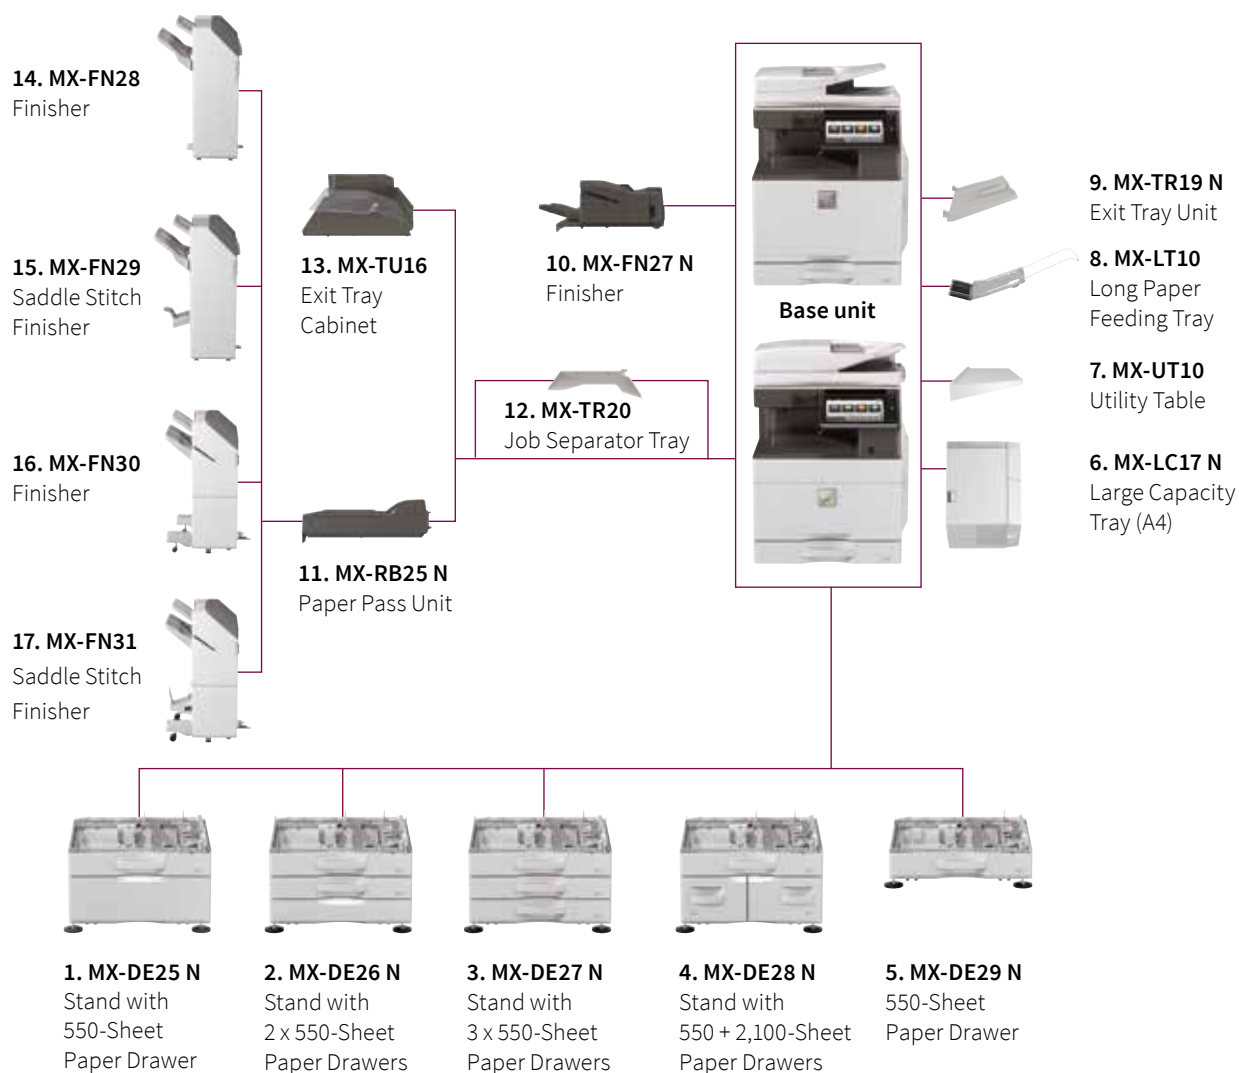 14. MX-FN28
Finisher
15. MX-FN29
Saddle Stitch
Finisher
16. MX-FN30
Finisher
17. MX-FN31
Saddle Stitch
Finisher
13. MX-TU16
Exit Tray
Cabinet
10. MX-FN27 N
Finisher
12. MX-TR20
Job Separator Tray
11. MX-RB25 N
Paper Pass Unit
Base unit
9. MX-TR19 N
Exit Tray Unit
8. MX-LT10
Long Paper
Feeding Tray
7. MX-UT10
Utility Table
6. MX-LC17 N
Large Capacity
Tray (A4)
1. MX-DE25 N
Stand with
550-Sheet
Paper Drawer
2. MX-DE26 N
Stand with
2 x 550-Sheet
Paper Drawers
3. MX-DE27 N
Stand with
3 x 550-Sheet
Paper Drawers
4. MX-DE28 N
Stand with
550 + 2,100-Sheet
Paper Drawers
5. MX-DE29 N
550-Sheet
Paper Drawer